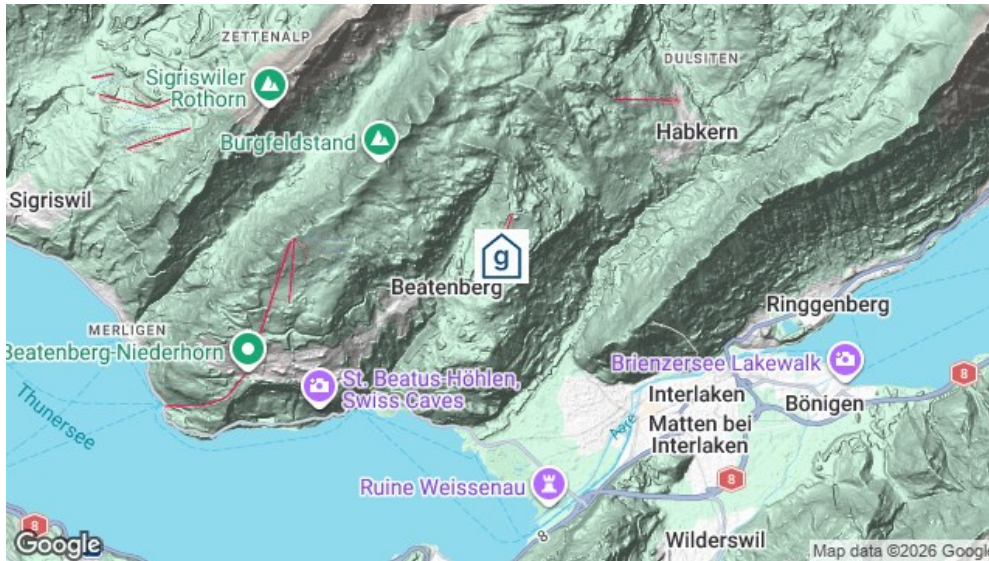 ZETTENALP
Sigriswiler
Rothorn
DULSITEN
Burgfeldstand
Habkern
Sigriswil
g
Beatenberg
Ringgenberg
MERLIGEN
Beatenberg-Niederhorn
Brienzersee Lakewalk
8
St. Beatus-Höhlen,
Swiss Caves
Interlaken
Bönigen
Thunersee
Aare
Matten bei
Interlaken
8
Ruine Weissenau
8
8
Wilderswil
Google
Map data ©2026 Google